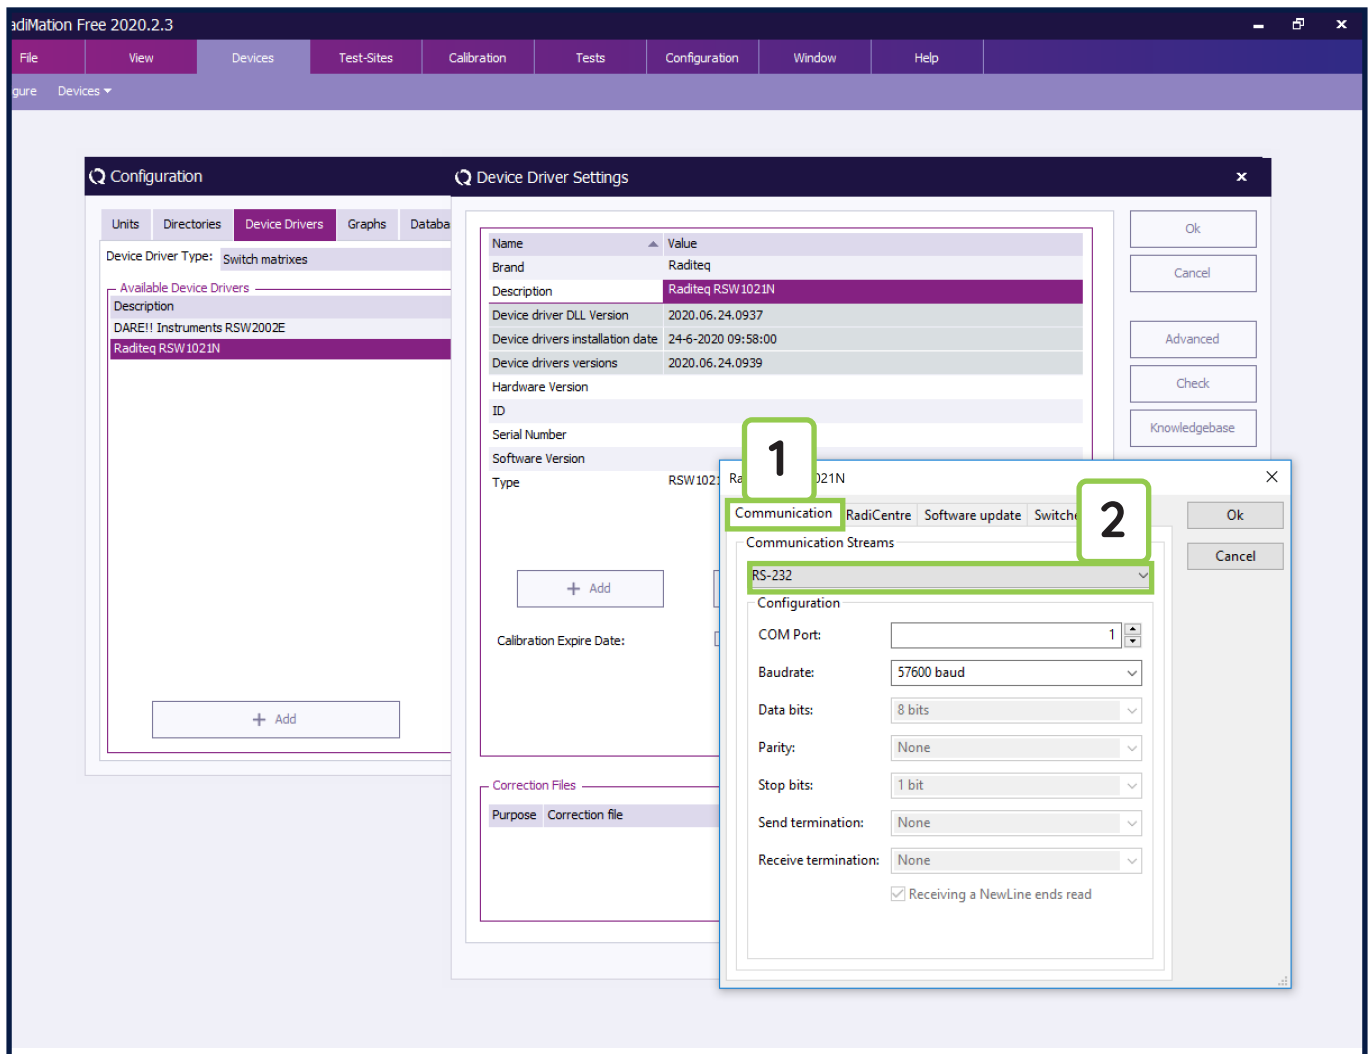 adiMation Free 2020.2.3
File View Devices Test-Sites Calibration Tests Configuration Window Help
gure Devices
Configuration
Units Directories Device Drivers Graphs Databa
Device Driver Type: Switch matrixes
Available Device Drivers
Description
DARE!! Instruments RSW2002E
Raditeq RSW1021N
+ Add
Device Driver Settings
Name Value
Brand Raditeq
Description Raditeq RSW1021N
Device driver DLL Version 2020.06.24.0937
Device drivers installation date 24-6-2020 09:58:00
Device drivers versions 2020.06.24.0939
Hardware Version
ID
Serial Number
Software Version
Type RSW102
+ Add
Calibration Expire Date:
Correction Files
Purpose Correction file
Ok
Cancel
Advanced
Check
Knowledgebase
1
Ra 021N
2
Communication RadiCentre Software update Switche
Ok
Cancel
Communication Streams
RS-232
Configuration
COM Port: 1
Baudrate: 57600 baud
Data bits: 8 bits
Parity: None
Stop bits: 1 bit
Send termination: None
Receive termination: None
Receiving a NewLine ends read